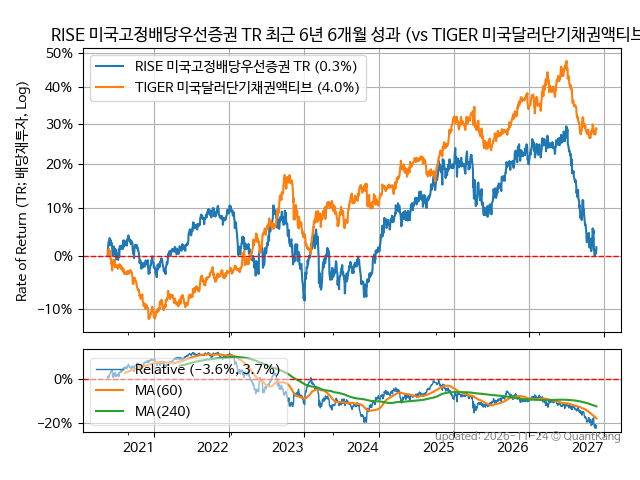 RISE 미국고정배당우선증권 TR 최근 6년 6개월 성과 (vs TIGER 미국달러단기채권액티브
50%
40%
30%
20%
10%
0%
−10%
Rate of Return (TR: 배당재투자, Log)
RISE 미국고정배당우선증권 TR (0.3%)
TIGER 미국달러단기채권액티브 (4.0%)
0%
−20%
Relative (−3.6%, 3.7%)
MA(60)
MA(240)
updated: 2026-11-24 © QuantKang
2021
2022
2023
2024
2025
2026
2027